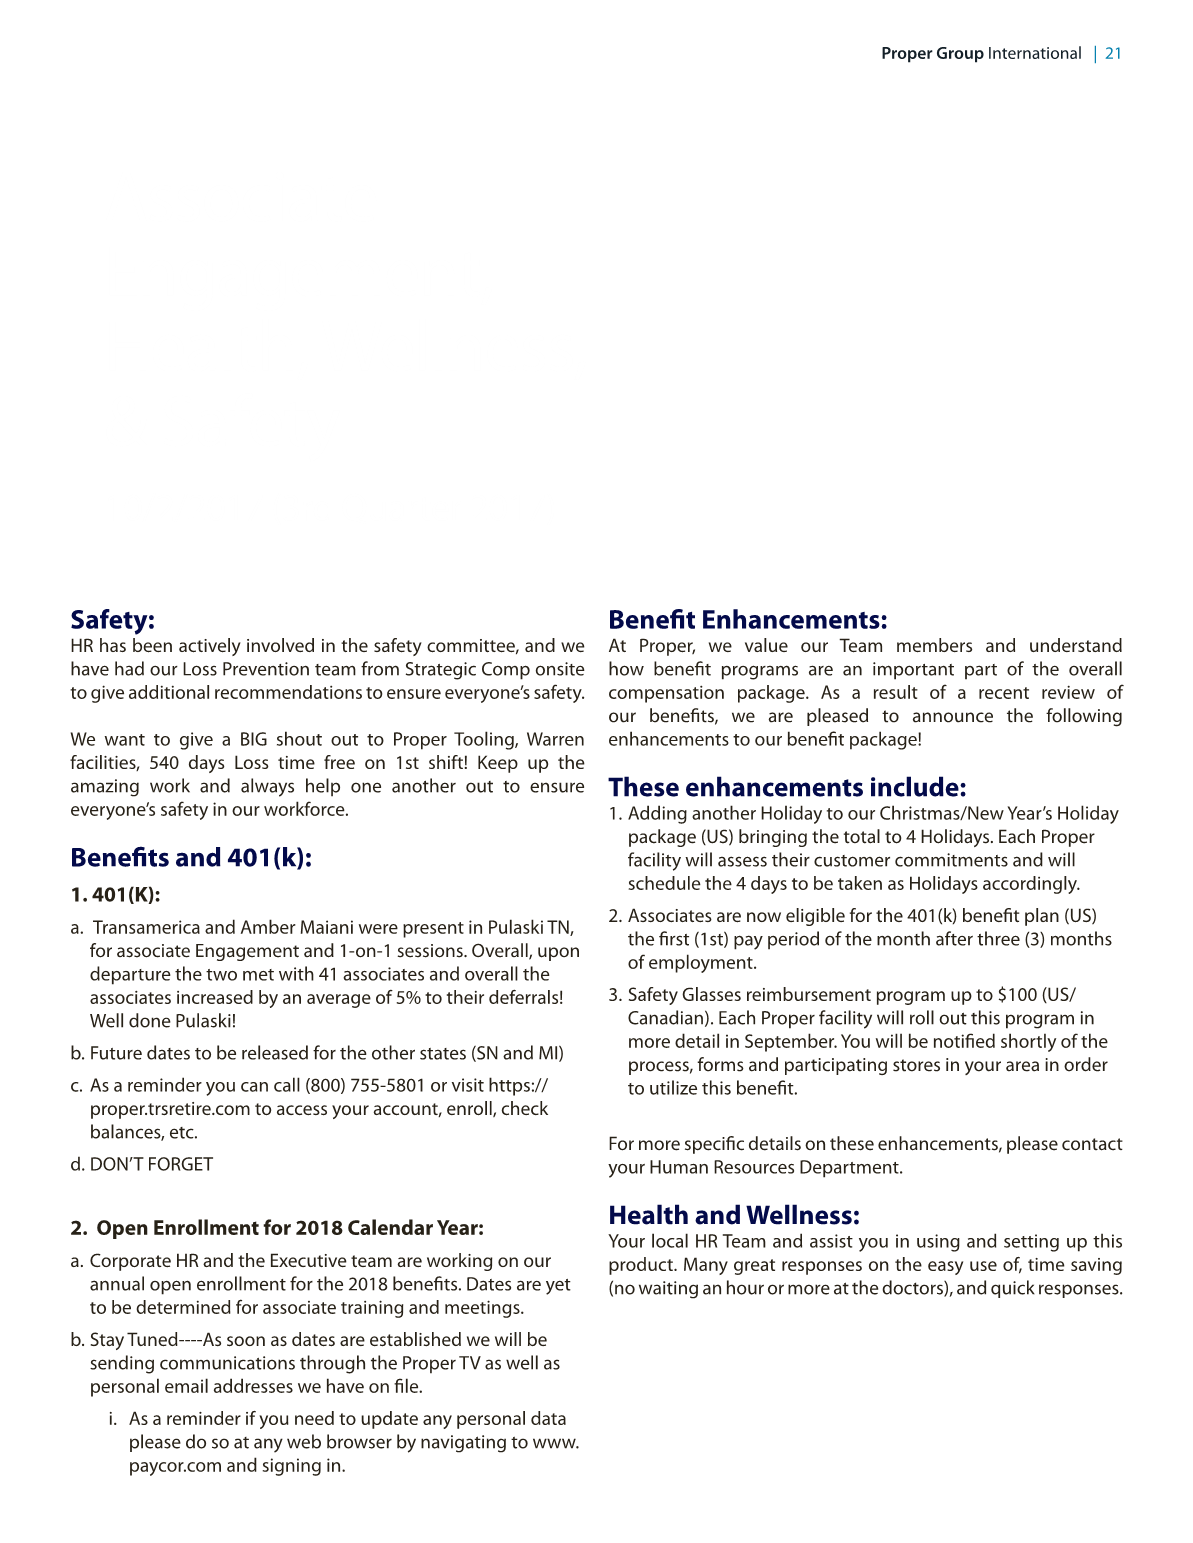 Proper Group International | 21
Safety:
HR has been actively involved in the safety committee, and we
have had our Loss Prevention team from Strategic Comp onsite
to give additional recommendations to ensure everyone's safety.
We want to give a BIG shout out to Proper Tooling, Warren
facilities, 540 days Loss time free on 1st shift! Keep up the
amazing work and always help one another out to ensure
everyone's safety in our workforce.
Benefits and 401(k):
1. 401(K):
a. Transamerica and Amber Maiani were present in Pulaski TN,
for associate Engagement and 1-on-1 sessions. Overall, upon
departure the two met with 41 associates and overall the
associates increased by an average of 5% to their deferrals!
Well done Pulaski!
b. Future dates to be released for the other states (SN and MI)
c. As a reminder you can call (800) 755-5801 or visit https://
proper.trsretire.com to access your account, enroll, check
balances, etc.
d. DON'T FORGET
2. Open Enrollment for 2018 Calendar Year:
a. Corporate HR and the Executive team are working on our
annual open enrollment for the 2018 benefits. Dates are yet
to be determined for associate training and meetings.
b. Stay Tuned----As soon as dates are established we will be
sending communications through the Proper TV as well as
personal email addresses we have on file.
i. As a reminder if you need to update any personal data
please do so at any web browser by navigating to www.
paycor.com and signing in.
Benefit Enhancements:
At Proper, we value our Team members and understand
how benefit programs are an important part of the overall
compensation package. As a result of a recent review of
our benefits, we are pleased to announce the following
enhancements to our benefit package!
These enhancements include:
1. Adding another Holiday to our Christmas/New Year's Holiday
package (US) bringing the total to 4 Holidays. Each Proper
facility will assess their customer commitments and will
schedule the 4 days to be taken as Holidays accordingly.
2. Associates are now eligible for the 401(k) benefit plan (US)
the first (1st) pay period of the month after three (3) months
of employment.
3. Safety Glasses reimbursement program up to $100 (US/
Canadian). Each Proper facility will roll out this program in
more detail in September. You will be notified shortly of the
process, forms and participating stores in your area in order
to utilize this benefit.
For more specific details on these enhancements, please contact
your Human Resources Department.
Health and Wellness:
Your local HR Team and assist you in using and setting up this
product. Many great responses on the easy use of, time saving
(no waiting an hour or more at the doctors), and quick responses.